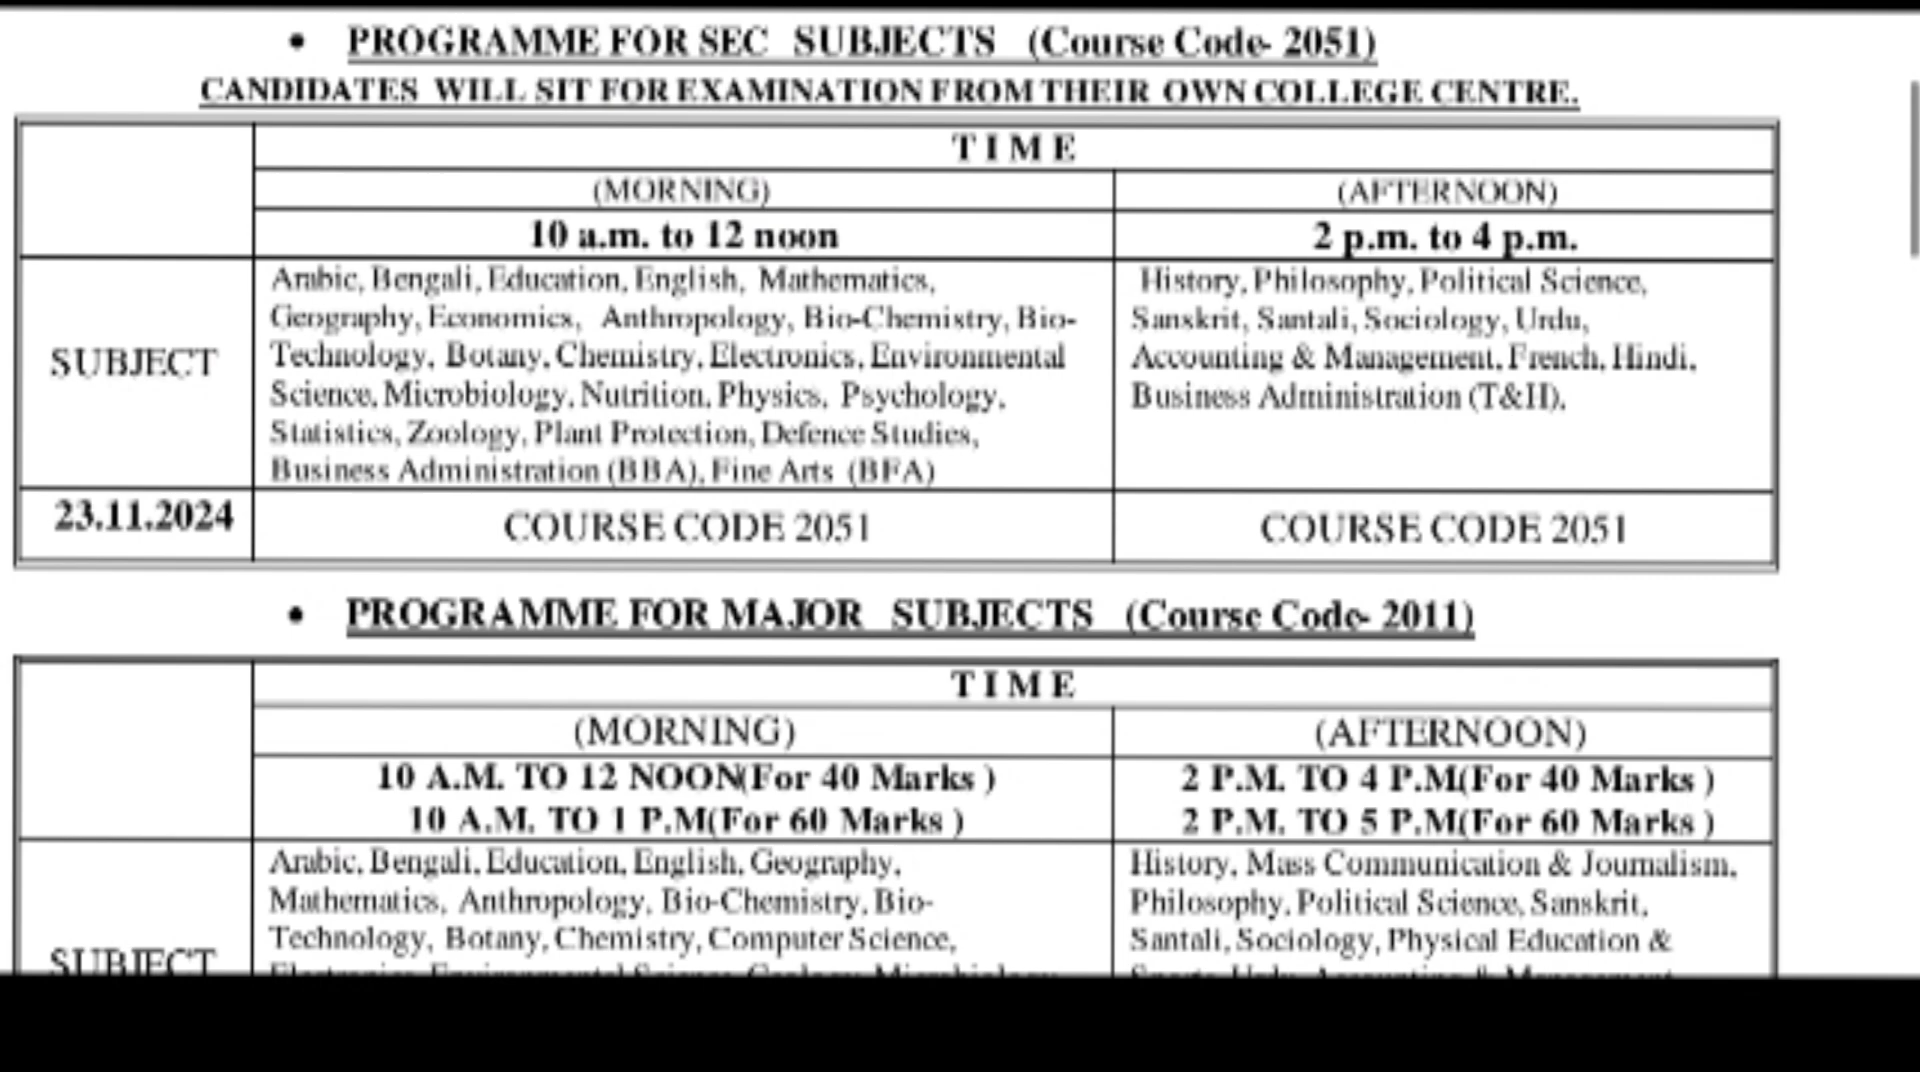 • PROGRAMME FOR SEC SUBJECTS (Course Code- 2051)
CANDIDATES WILL SIT FOR EXAMINATION FROM THEIR OWN COLLEGE CENTRE.
TIME
(MORNING)
(AFTERNOON)
10 a.m. to 12 noon
2 p.m. to 4 p.m.
SUBJECT
Arabic, Bengali, Education, English, Mathematics,
Geography, Economics, Anthropology, Bio-Chemistry, Bio-
Technology, Botany, Chemistry, Electronics, Environmental
Science, Microbiology, Nutrition, Physics, Psychology,
Statistics, Zoology, Plant Protection, Defence Studies,
Business Administration (BBA), Fine Arts (BFA)
History, Philosophy, Political Science,
Sanskrit, Santali, Sociology, Urdu,
Accounting & Management, French, Hindi,
Business Administration (T&H),
23.11.2024
COURSE CODE 2051
COURSE CODE 2051
• PROGRAMME FOR MAJOR SUBJECTS (Course Code- 2011)
TIME
(MORNING)
(AFTERNOON)
10 A.M. TO 12 NOON(For 40 Marks )
10 A.M. TO 1 P.M(For 60 Marks )
2 P.M. TO 4 P.M(For 40 Marks )
2 P.M. TO 5 P.M(For 60 Marks )
SUBJECT
Arabic, Bengali, Education, English, Geography,
Mathematics, Anthropology, Bio-Chemistry, Bio-
Technology, Botany, Chemistry, Computer Science,
History, Mass Communication & Journalism,
Philosophy, Political Science, Sanskrit,
Santali, Sociology, Physical Education &